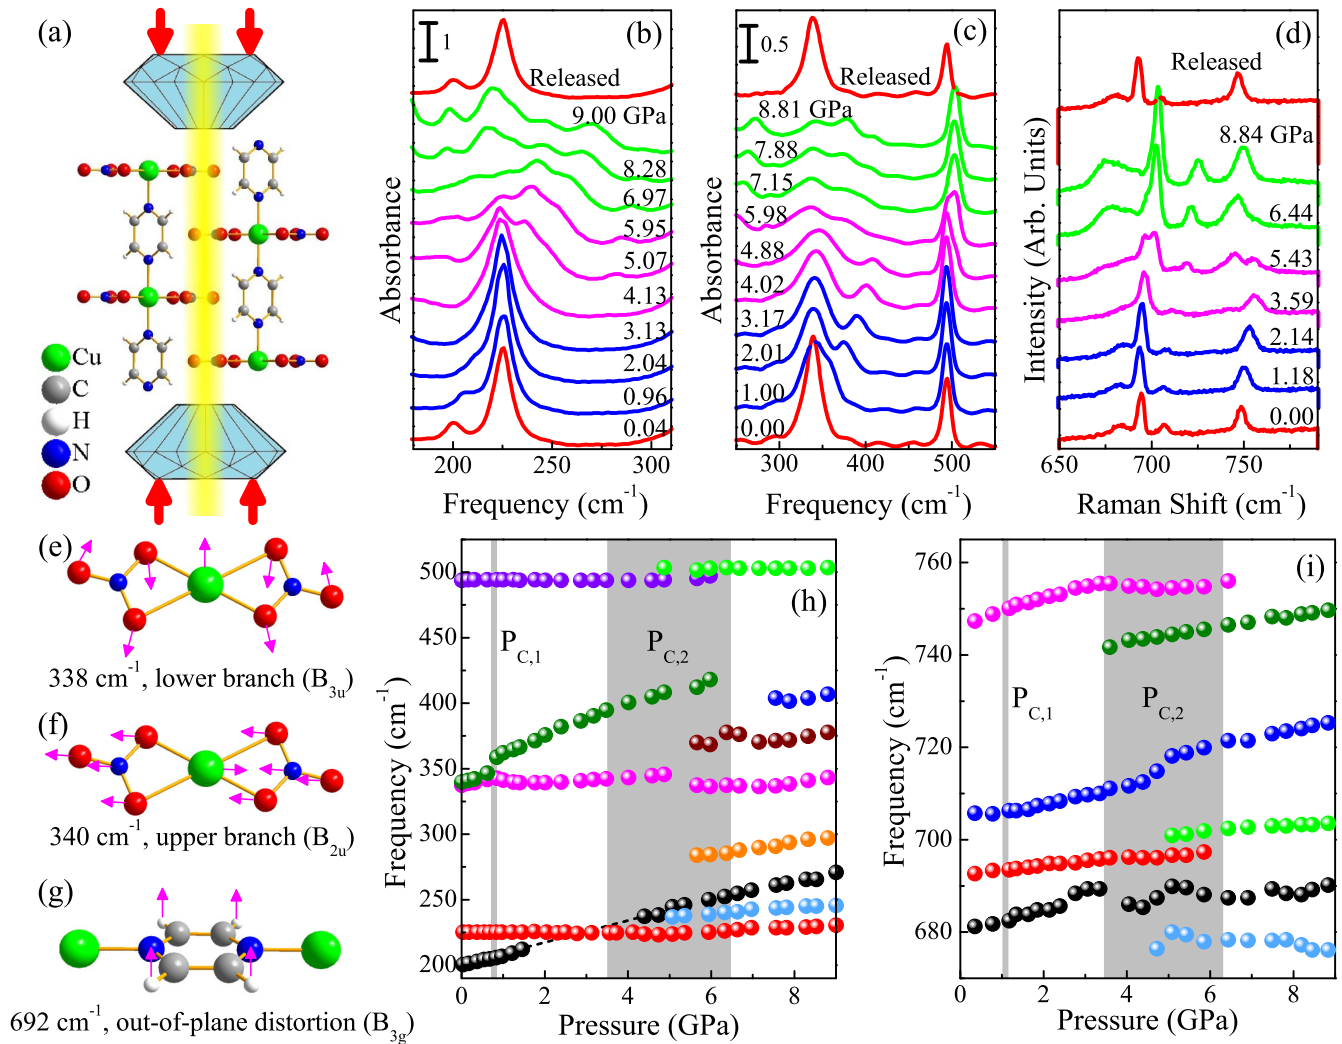 (a)
Cu
C
H
N
O
(b)
1
Released
9.00 GPa
8.28
6.97
5.95
5.07
4.13
3.13
2.04
0.96
0.04
Absorbance
200
250
300
Frequency (cm-1)
(c)
0.5
Released
8.81 GPa
7.88
7.15
5.98
4.88
4.02
3.17
2.01
1.00
0.00
Absorbance
300
400
500
Frequency (cm-1)
(d)
Released
8.84 GPa
6.44
5.43
3.59
2.14
1.18
0.00
Intensity (Arb. Units)
650
700
750
Raman Shift (cm-1)
(e)
338 cm-1, lower branch (B3u)
(f)
340 cm-1, upper branch (B2u)
(g)
692 cm-1, out-of-plane distortion (B3g)
(h)
PC,1
PC,2
500
450
400
350
300
250
200
Frequency (cm-1)
0
2
4
6
8
Pressure (GPa)
(i)
PC,1
PC,2
760
740
720
700
680
Frequency (cm-1)
0
2
4
6
8
Pressure (GPa)